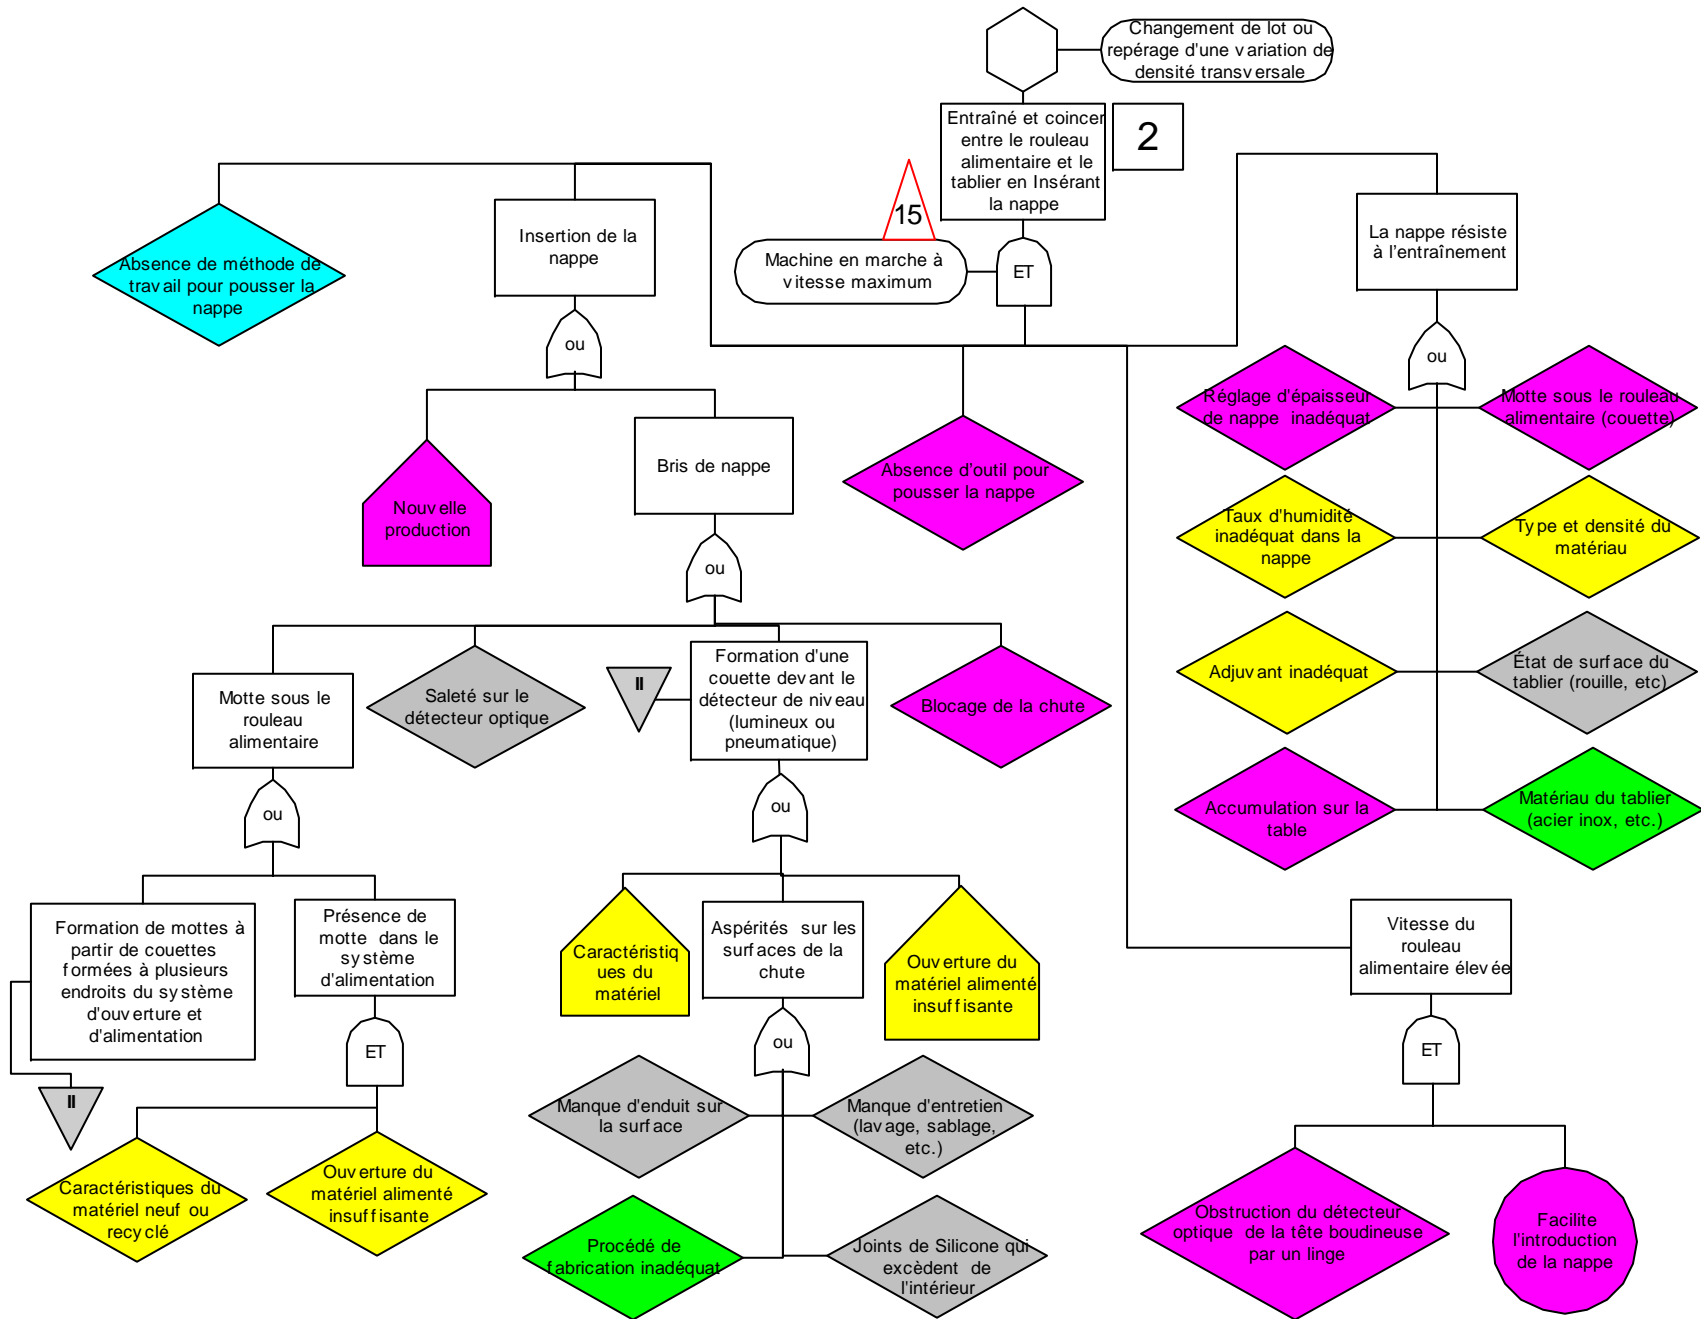 Changement de lot ou
repérage d'une variation de
densité transversale
Entraîné et coincer
entre le rouleau
alimentaire et le
tablier en Insérant
la nappe
2
15
Machine en marche à
vitesse maximum
ET
Absence de méthode de
travail pour pousser la
nappe
Insertion de la
nappe
ou
La nappe résiste
à l'entraînement
ou
Nouvelle
production
Bris de nappe
ou
Absence d'outil pour
pousser la nappe
Réglage d'épaisseur
de nappe inadéquat
Motte sous le rouleau
alimentaire (couette)
Taux d'humidité
inadéquat dans la
nappe
Type et densité du
matériau
Adjuvant inadéquat
État de surface du
tablier (rouille, etc)
Accumulation sur la
table
Matériau du tablier
(acier inox, etc.)
Motte sous le
rouleau
alimentaire
ou
Saleté sur le
détecteur optique
II
Formation d'une
couette devant le
détecteur de niveau
(lumineux ou
pneumatique)
ou
Blocage de la chute
Formation de mottes à
partir de couettes
formées à plusieurs
endroits du système
d'ouverture et
d'alimentation
II
Présence de
motte dans le
système
d'alimentation
ET
Caractéristiques du
matériel neuf ou
recyclé
Ouverture du
matériel alimenté
insuffisante
Caractéristiq
ues du
matériel
Aspérités sur les
surfaces de la
chute
ou
Ouverture du
matériel alimenté
insuffisante
Manque d'enduit sur
la surface
Manque d'entretien
(lavage, sablage,
etc.)
Procédé de
fabrication inadéquat
Joints de Silicone qui
excèdent de
l'intérieur
Vitesse du
rouleau
alimentaire élevée
ET
Obstruction du détecteur
optique de la tête boudineuse
par un linge
Facilite
l'introduction
de la nappe